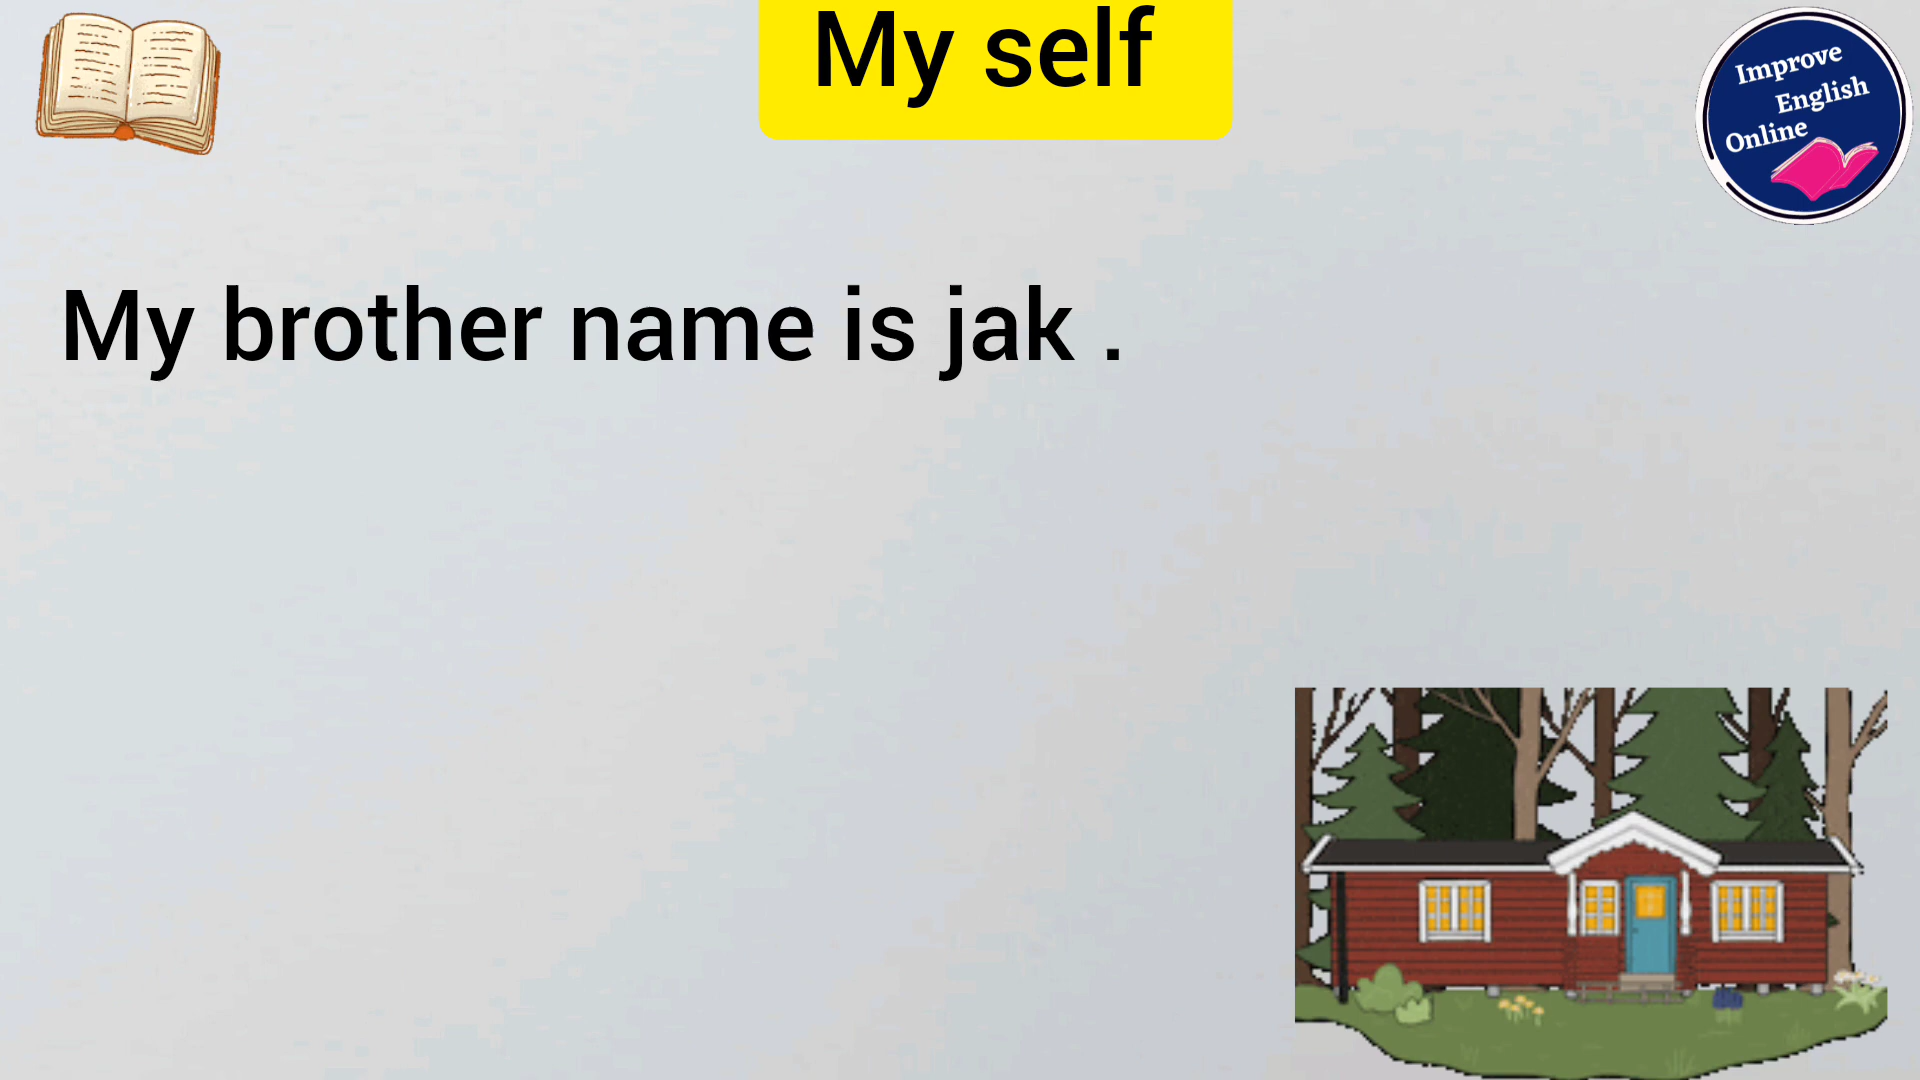 My self
Improve
English
Online
My brother name is jak .